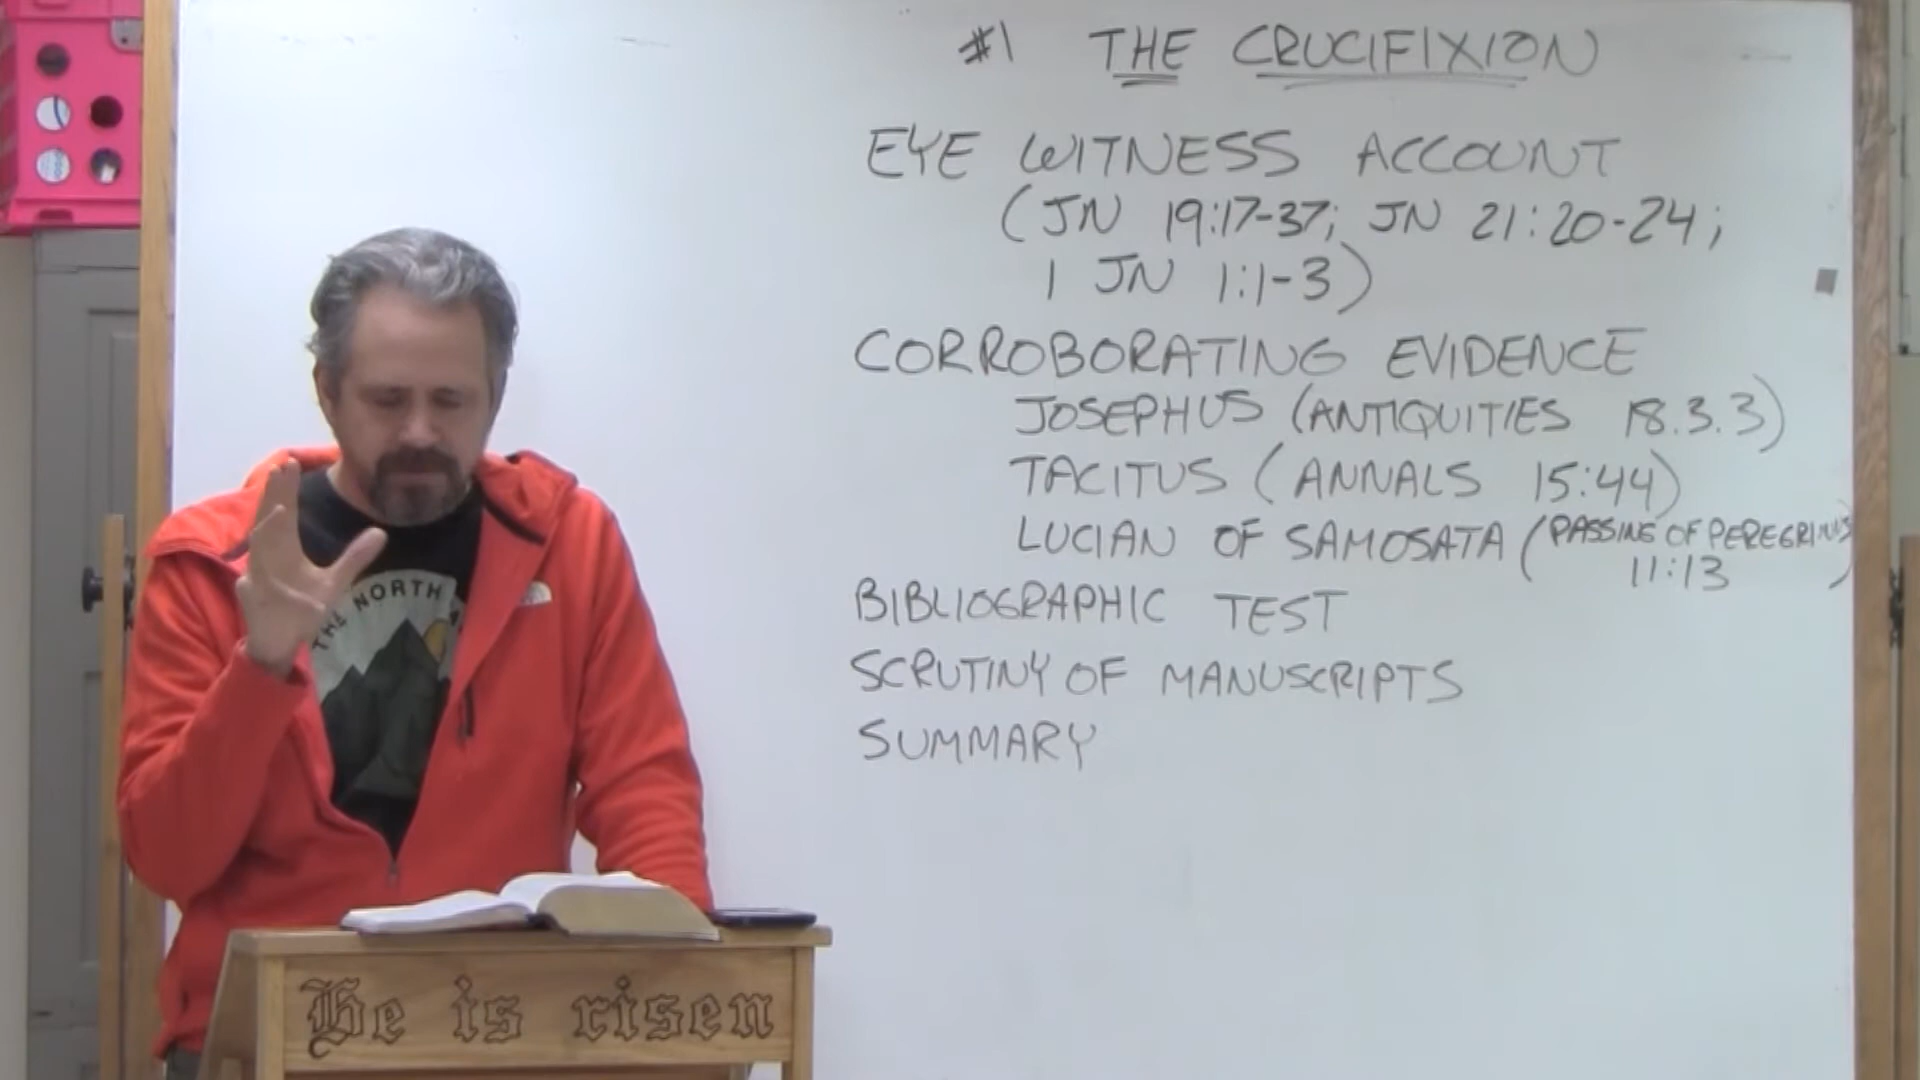 #1 THE CRUCIFIXION
EYE WITNESS ACCOUNT
(JN 19:17-37; JN 21:20-24;
1 JN 1:1-3)
CORROBORATING EVIDENCE
JOSEPHUS (ANTIQUITIES 18.3.3)
TACITUS (ANNALS 15:44)
LUCIAN OF SAMOSATA (PASSING OF PEREGRINUS
11:13)
BIBLIOGRAPHIC TEST
SCRUTINY OF MANUSCRIPTS
SUMMARY
THE NORTH
He is risen